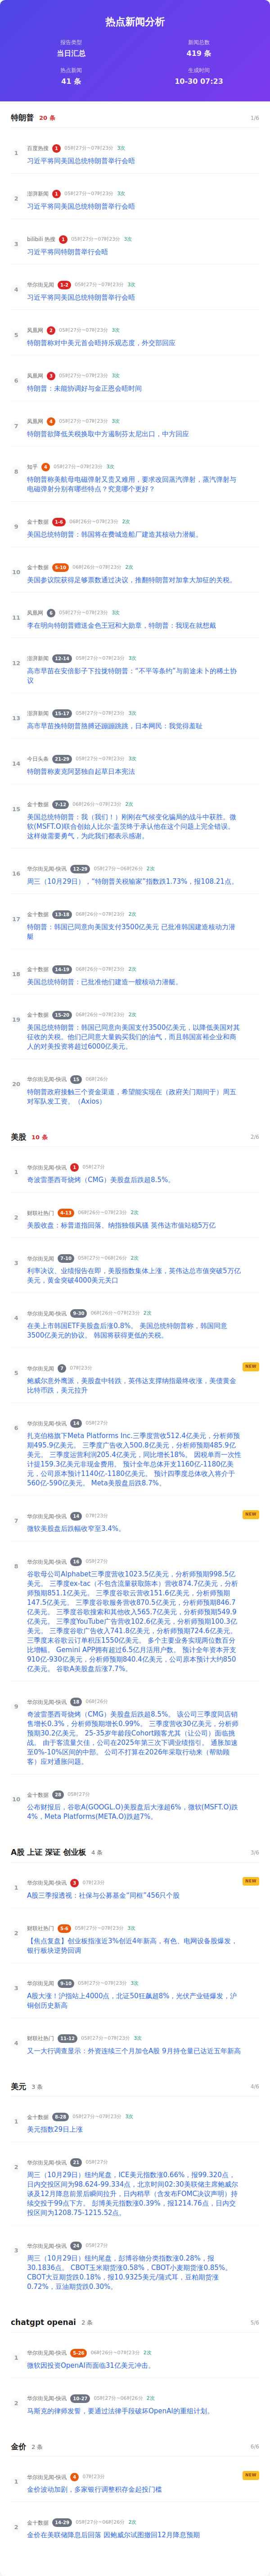 热点新闻分析
报告类型
新闻总数
当日汇总
419 条
热点新闻
生成时间
41 条
10-30 07:23
特朗普 20 条 1/6
1
百度热搜 1 05时27分~07时23分 3次
习近平将同美国总统特朗普举行会晤
2
澎湃新闻 1 05时27分~07时23分 3次
习近平将同美国总统特朗普举行会晤
3
bilibili 热搜 1 05时27分~07时23分 3次
习近平将同特朗普举行会晤
4
华尔街见闻 1-2 05时27分~07时23分 3次
习近平将同美国总统特朗普举行会晤
5
凤凰网 2 05时27分~07时23分 3次
特朗普称对中美元首会晤持乐观态度，外交部回应
6
凤凰网 3 05时27分~07时23分 3次
特朗普：未能协调好与金正恩会晤时间
7
凤凰网 4 05时27分~07时23分 3次
特朗普欲降低关税换取中方遏制芬太尼出口，中方回应
8
知乎 4 05时27分~07时23分 3次
特朗普称美航母电磁弹射又贵又难用，要求改回蒸汽弹射，蒸汽弹射与
电磁弹射分别有哪些特点？究竟哪个更好？
9
金十数据 1-6 06时26分~07时23分 2次
美国总统特朗普：韩国将在费城造船厂建造其核动力潜艇。
10
金十数据 5-10 06时26分~07时23分 2次
美国参议院获得足够票数通过决议，推翻特朗普对加拿大加征的关税。
11
凤凰网 6 05时27分~07时23分 3次
李在明向特朗普赠送金色王冠和大勋章，特朗普：我现在就想戴
12
澎湃新闻 12-14 05时27分~07时23分 3次
高市早苗在安倍影子下拉拢特朗普：“不平等条约”与前途未卜的稀土协
议
13
澎湃新闻 15-17 05时27分~07时23分 3次
高市早苗挽特朗普胳膊还蹦蹦跳跳，日本网民：我觉得羞耻
14
今日头条 21-29 05时27分~07时23分 3次
特朗普称麦克阿瑟独自起草日本宪法
15
金十数据 7-12 06时26分~07时23分 2次
美国总统特朗普：我（我们！）刚刚在气候变化骗局的战斗中获胜。微
软(MSFT.O)联合创始人比尔·盖茨终于承认他在这个问题上完全错误。
这样做需要勇气，为此我们都表示感谢。
16
华尔街见闻-快讯 12-29 05时27分~06时26分 2次
周三（10月29日），“特朗普关税输家”指数跌1.73%，报108.21点。
17
金十数据 13-18 06时26分~07时23分 2次
特朗普：韩国已同意向美国支付3500亿美元 已批准韩国建造核动力潜
艇
18
金十数据 14-19 06时26分~07时23分 2次
美国总统特朗普：已批准他们建造一艘核动力潜艇。
19
金十数据 15-20 06时26分~07时23分 2次
美国总统特朗普：韩国已同意向美国支付3500亿美元，以降低美国对其
征收的关税。他们已同意大量购买我们的油气，而且韩国富裕企业和商
人的对美投资将超过6000亿美元。
20
华尔街见闻-快讯 15 06时26分
特朗普政府接触三个资金渠道，希望能实现在（政府关门期间于）周五
对军队发工资。（Axios）
美股 10 条 2/6
1
华尔街见闻-快讯 1 05时27分
奇波雷墨西哥烧烤（CMG）美股盘后跌超8.5%。
2
财联社热门 4-13 06时26分~07时23分 2次
美股收盘：标普道指回落、纳指独领风骚 英伟达市值站稳5万亿
3
华尔街见闻 7-10 05时27分~06时26分 2次
利率决议、业绩报告在即，美股指数集体上涨，英伟达总市值突破5万亿
美元，黄金突破4000美元关口
4
华尔街见闻-快讯 9-30 06时26分~07时23分 2次
在美上市韩国ETF美股盘后涨0.8%。 美国总统特朗普称，韩国同意
3500亿美元的协议。 韩国将获得更低的关税。
5
华尔街见闻 7 07时23分 NEW
鲍威尔意外鹰派，美股盘中转跌，英伟达支撑纳指最终收涨，美债黄金
比特币跌，美元拉升
6
华尔街见闻-快讯 14 05时27分
扎克伯格旗下Meta Platforms Inc.三季度营收512.4亿美元，分析师预
期495.9亿美元。 三季度广告收入500.8亿美元，分析师预期485.9亿
美元。 三季度运营利润205.4亿美元，同比增长18%。 因税单而一次性
计提159.3亿美元非现金费用。 预计全年总体开支1160亿-1180亿美
元，公司原本预计1140亿-1180亿美元。 预计四季度总体收入将介于
560亿-590亿美元。 Meta美股盘后跌8.7%。
7
华尔街见闻-快讯 14 07时23分 NEW
微软美股盘后跌幅收窄至3.4%。
8
华尔街见闻-快讯 16 05时27分
谷歌母公司Alphabet三季度营收1023.5亿美元，分析师预期998.5亿
美元。 三季度ex-tac（不包含流量获取陈本）营收874.7亿美元，分析
师预期851.1亿美元。 三季度谷歌云营收151.6亿美元，分析师预期
147.5亿美元。 三季度谷歌服务营收870.5亿美元，分析师预期846.7
亿美元。 三季度谷歌搜索和其他收入565.7亿美元，分析师预期549.9
亿美元。 三季度YouTube广告营收102.6亿美元，分析师预期100.3亿
美元。 三季度谷歌广告收入741.8亿美元，分析师预期724.6亿美元。
三季度末谷歌云订单积压1550亿美元。 多个主要业务实现两位数百分
比增幅。 Gemini APP拥有超过6.5亿月活用户数。 预计全年资本开支
910亿-930亿美元，分析师预期840.4亿美元，公司原本预计大约850
亿美元。 谷歌A美股盘后涨7.7%。
9
华尔街见闻-快讯 18 06时26分
奇波雷墨西哥烧烤（CMG）美股盘后跌超8.5%。 该公司三季度同店销
售增长0.3%，分析师预期增长0.99%。 三季度营收30亿美元，分析师
预期30.2亿美元。 25-35岁年龄段Cohort顾客尤其（让公司）面临挑
战。 由于客流量欠佳，公司在2025年第三次下调业绩指引。 通胀加速
至0%-10%区间的中部。 公司不打算在2026年采取行动来（帮助顾
客）应对通胀问题。
10
金十数据 28 05时27分
公布财报后，谷歌A(GOOGL.O)美股盘后大涨超6%，微软(MSFT.O)跌
4%，Meta Platforms(META.O)跌超7%。
A股 上证 深证 创业板 4 条 3/6
1
华尔街见闻 3 07时23分 NEW
A股三季报透视：社保与公募基金“同框”456只个股
2
财联社热门 5-6 05时27分~07时23分 3次
【焦点复盘】创业板指涨近3%创近4年新高，有色、电网设备股爆发，
银行板块逆势回调
3
华尔街见闻 9-10 05时27分~07时23分 3次
A股大涨！沪指站上4000点，北证50狂飙超8%，光伏产业链爆发，沪
铜创历史新高
4
财联社热门 11-12 05时27分~07时23分 3次
又一大行调查显示：外资连续三个月加仓A股 9月持仓量已达近五年新高
美元 3 条 4/6
1
金十数据 8-28 05时27分~07时23分 3次
美元指数29日上涨
2
华尔街见闻-快讯 21 05时27分
周三（10月29日）纽约尾盘，ICE美元指数涨0.66%，报99.320点，
日内交投区间为98.624-99.334点，北京时间02:30美联储主席鲍威尔
谈及12月降息前景后瞬间拉升，日内稍早（含发布FOMC决议声明）持
续交投于99点下方。 彭博美元指数涨0.39%，报1214.76点，日内交
投区间为1208.75-1215.52点。
3
华尔街见闻-快讯 24 05时27分
周三（10月29日）纽约尾盘，彭博谷物分类指数涨0.28%，报
30.1836点。 CBOT玉米期货涨0.58%，CBOT小麦期货涨0.85%。
CBOT大豆期货跌0.18%，报10.9325美元/蒲式耳，豆粕期货涨
0.72%，豆油期货跌0.30%。
chatgpt openai 2 条 5/6
1
华尔街见闻-快讯 5-26 06时26分~07时23分 2次
微软因投资OpenAI而面临31亿美元冲击。
2
华尔街见闻-快讯 10-27 05时27分~06时26分 2次
马斯克的律师发誓，要通过法律手段破坏OpenAI的重组计划。
金价 2 条 6/6
1
华尔街见闻-快讯 4 07时23分 NEW
金价波动加剧，多家银行调整积存金起投门槛
2
金十数据 14-29 05时27分~06时26分 2次
金价在美联储降息后回落 因鲍威尔试图撤回12月降息预期